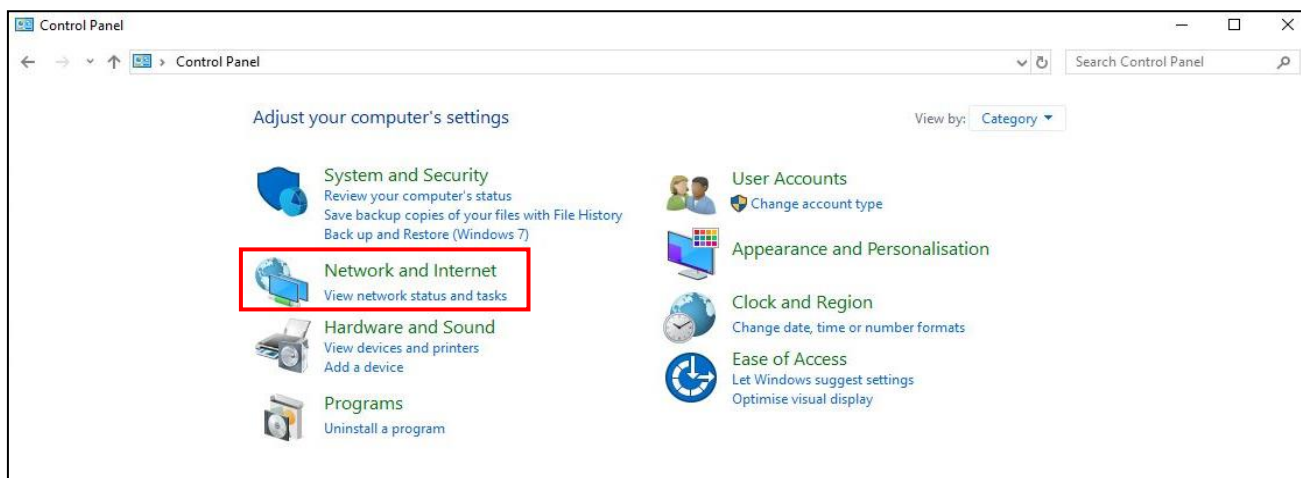 Control Panel
Control Panel
Search Control Panel
Adjust your computer's settings
View by: Category
System and Security
Review your computer's status
Save backup copies of your files with File History
Back up and Restore (Windows 7)
Network and Internet
View network status and tasks
Hardware and Sound
View devices and printers
Add a device
Programs
Uninstall a program
User Accounts
Change account type
Appearance and Personalisation
Clock and Region
Change date, time or number formats
Ease of Access
Let Windows suggest settings
Optimise visual display